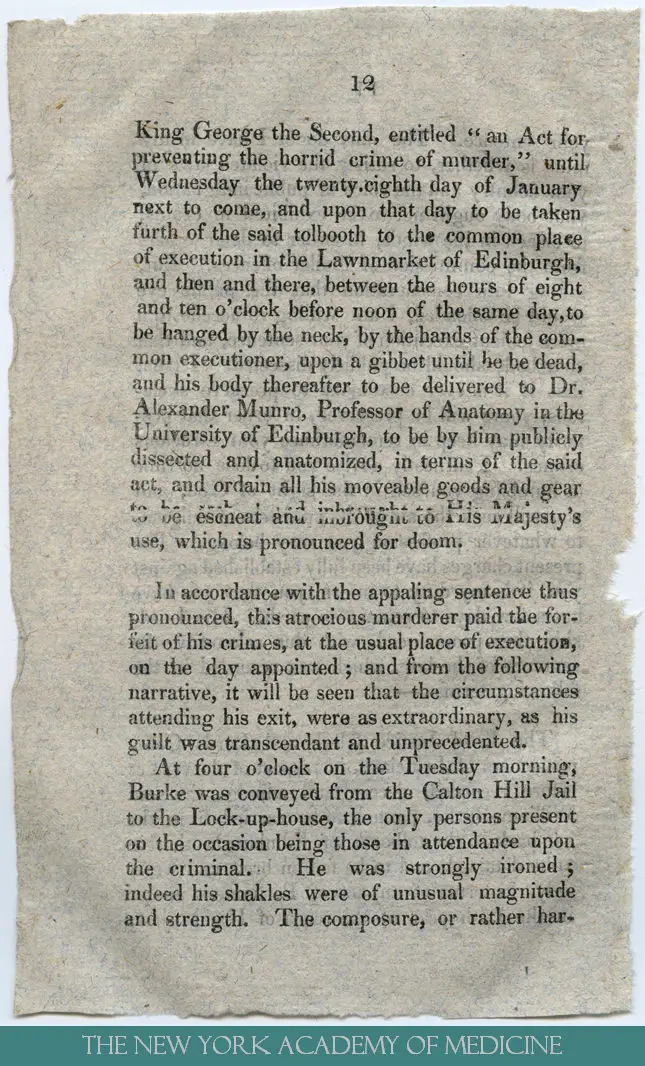 12
King George the Second, entitled “ an Act for
preventing the horrid crime of murder,” until
Wednesday the twenty.eighth day of January
next to come, and upon that day to be taken
furth of the said tolbooth to the common place
of execution in the Lawnmarket of Edinburgh,
and then and there, between the hours of eight
and ten o’clock before noon of the same day,to
be hanged by the neck, by the hands of the com-
mon executioner, upon a gibbet until he be dead,
and his body thereafter to be delivered to Dr.
Alexander Munro, Professor of Anatomy in the
University of Edinburgh, to be by him publicly
dissected and anatomized, in terms of the said
act, and ordain all his moveable goods and gear
to be escheat and inbrought to His Majesty’s
use, which is pronounced for doom.
In accordance with the appaling sentence thus
pronounced, this atrocious murderer paid the for-
feit of his crimes, at the usual place of execution,
on the day appointed ; and from the following
narrative, it will be seen that the circumstances
attending his exit, were as extraordinary, as his
guilt was transcendant and unprecedented.
At four o’clock on the Tuesday morning,
Burke was conveyed from the Calton Hill Jail
to the Lock-up-house, the only persons present
on the occasion being those in attendance upon
the criminal. He was strongly ironed ;
indeed his shakles were of unusual magnitude
and strength. The composure, or rather har-
THE NEW YORK ACADEMY OF MEDICINE